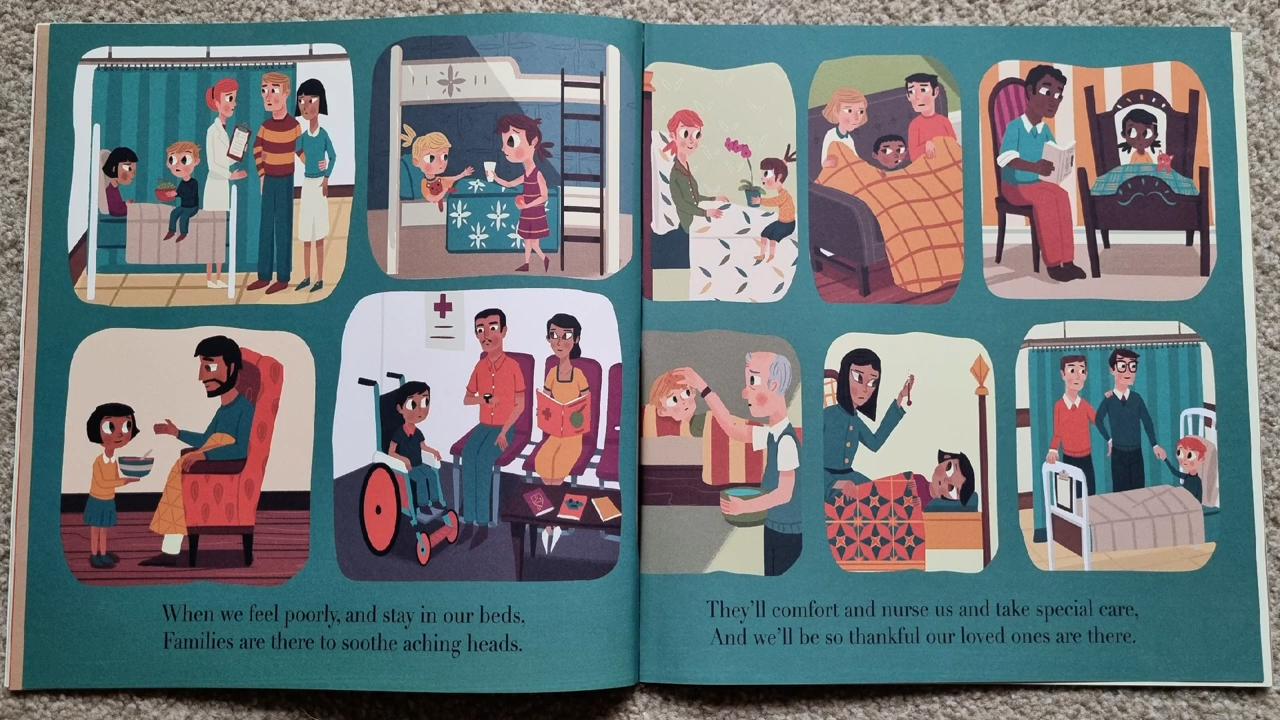 When we feel poorly, and stay in our beds,
Families are there to soothe aching heads.
They'll comfort and nurse us and take special care,
And we'll be so thankful our loved ones are there.